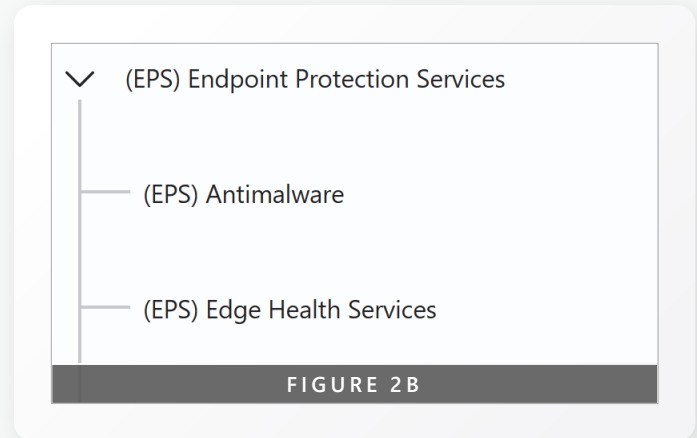 (EPS) Endpoint Protection Services
(EPS) Antimalware
(EPS) Edge Health Services
FIGURE 2B